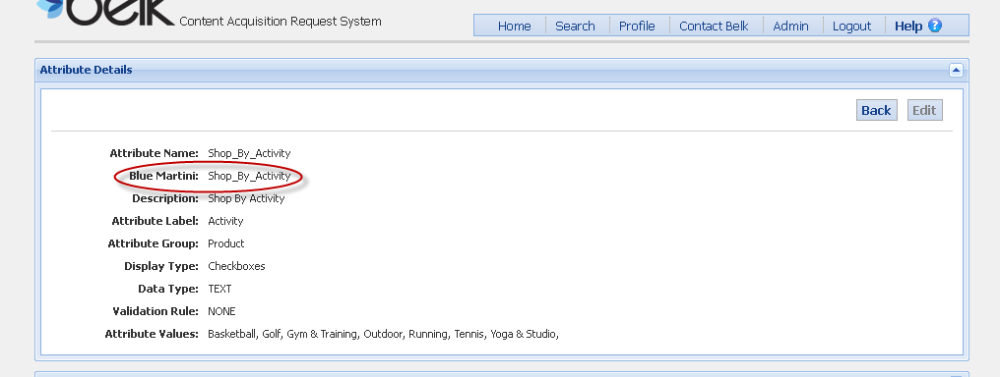 belk Content Acquisition Request System
Home Search Profile Contact Belk Admin Logout Help ?
Attribute Details
Back Edit
Attribute Name: Shop_By_Activity
Blue Martini: Shop_By_Activity
Description: Shop By Activity
Attribute Label: Activity
Attribute Group: Product
Display Type: Checkboxes
Data Type: TEXT
Validation Rule: NONE
Attribute Values: Basketball, Golf, Gym & Training, Outdoor, Running, Tennis, Yoga & Studio,